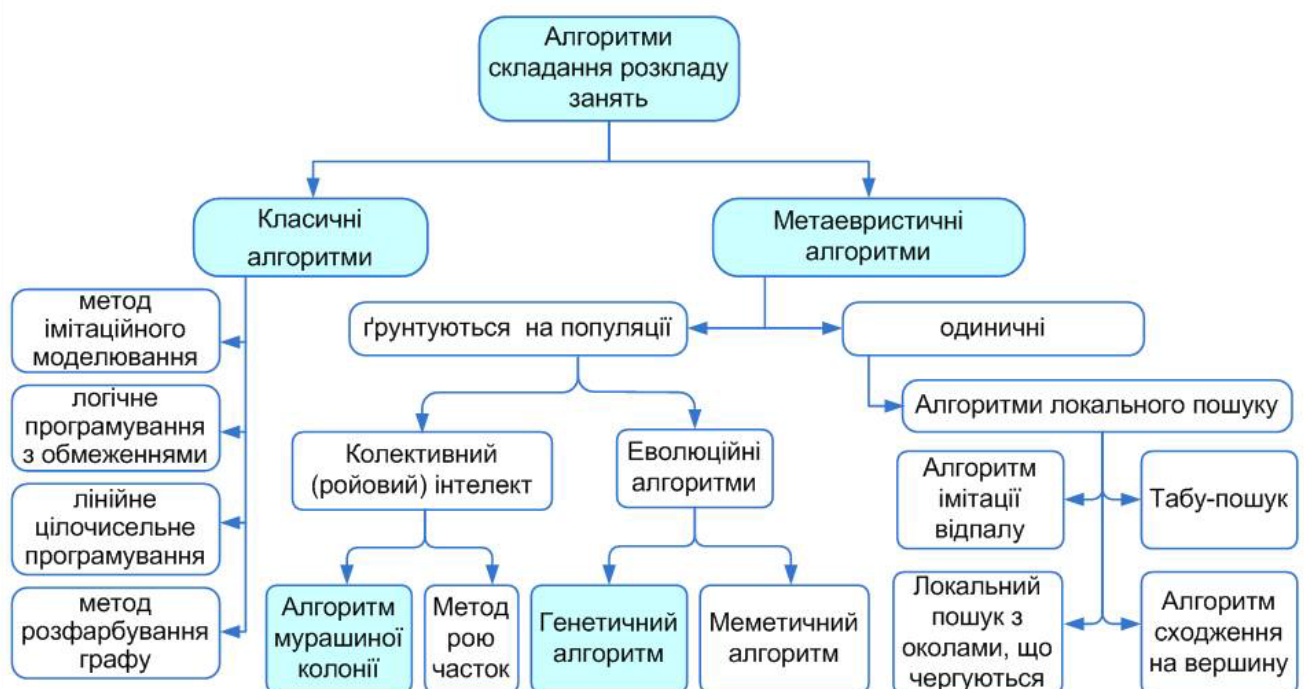 Алгоритми
складання розкладу
занять
Класичні
алгоритми
Метаевристичні
алгоритми
метод
імітаційного
моделювання
логічне
програмування
з обмеженнями
лінійне
цілочисельне
програмування
метод
розфарбування
графу
ґрунтуються на популяції
одиничні
Колективний
(ройовий) інтелект
Еволюційні
алгоритми
Алгоритм
мурашиної
колонії
Метод
рою
часток
Генетичний
алгоритм
Меметичний
алгоритм
Алгоритми локального пошуку
Алгоритм
імітації
відпалу
Табу-пошук
Локальний
пошук з
околами, що
чергуються
Алгоритм
сходження
на вершину